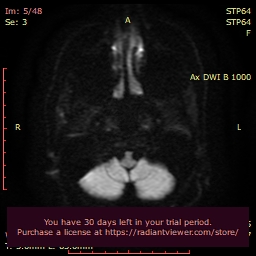 Im: 5/48
Se: 3
STP64
STP64
F
A
Ax DWI B 1000
R
L
You have 30 days left in your trial period.
Purchase a license at https://radiantviewer.com/store/